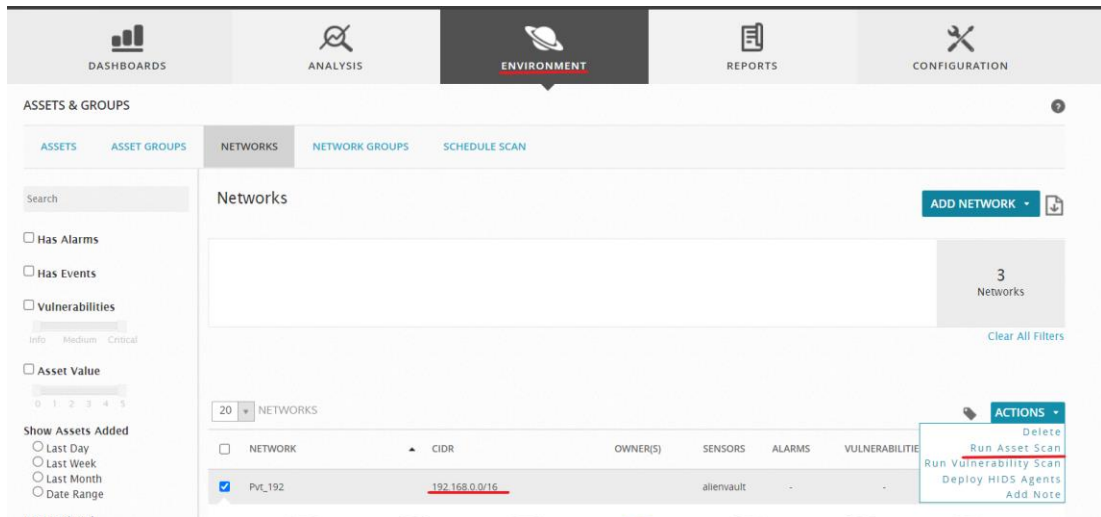 DASHBOARDS
ANALYSIS
ENVIRONMENT
REPORTS
CONFIGURATION
ASSETS & GROUPS
?
ASSETS
ASSET GROUPS
NETWORKS
NETWORK GROUPS
SCHEDULE SCAN
Search
Has Alarms
Has Events
Vulnerabilities
Info Medium Critical
Asset Value
0 1 2 3 4 5
Show Assets Added
Last Day
Last Week
Last Month
Date Range
Networks
ADD NETWORK
3
Networks
Clear All Filters
20 NETWORKS
ACTIONS
Delete
Run Asset Scan
Run Vulnerability Scan
Deploy HIDS Agents
Add Note
NETWORK CIDR OWNER(S) SENSORS ALARMS VULNERABILITIE
Pvt_192 192.168.0.0/16 alienvault - -